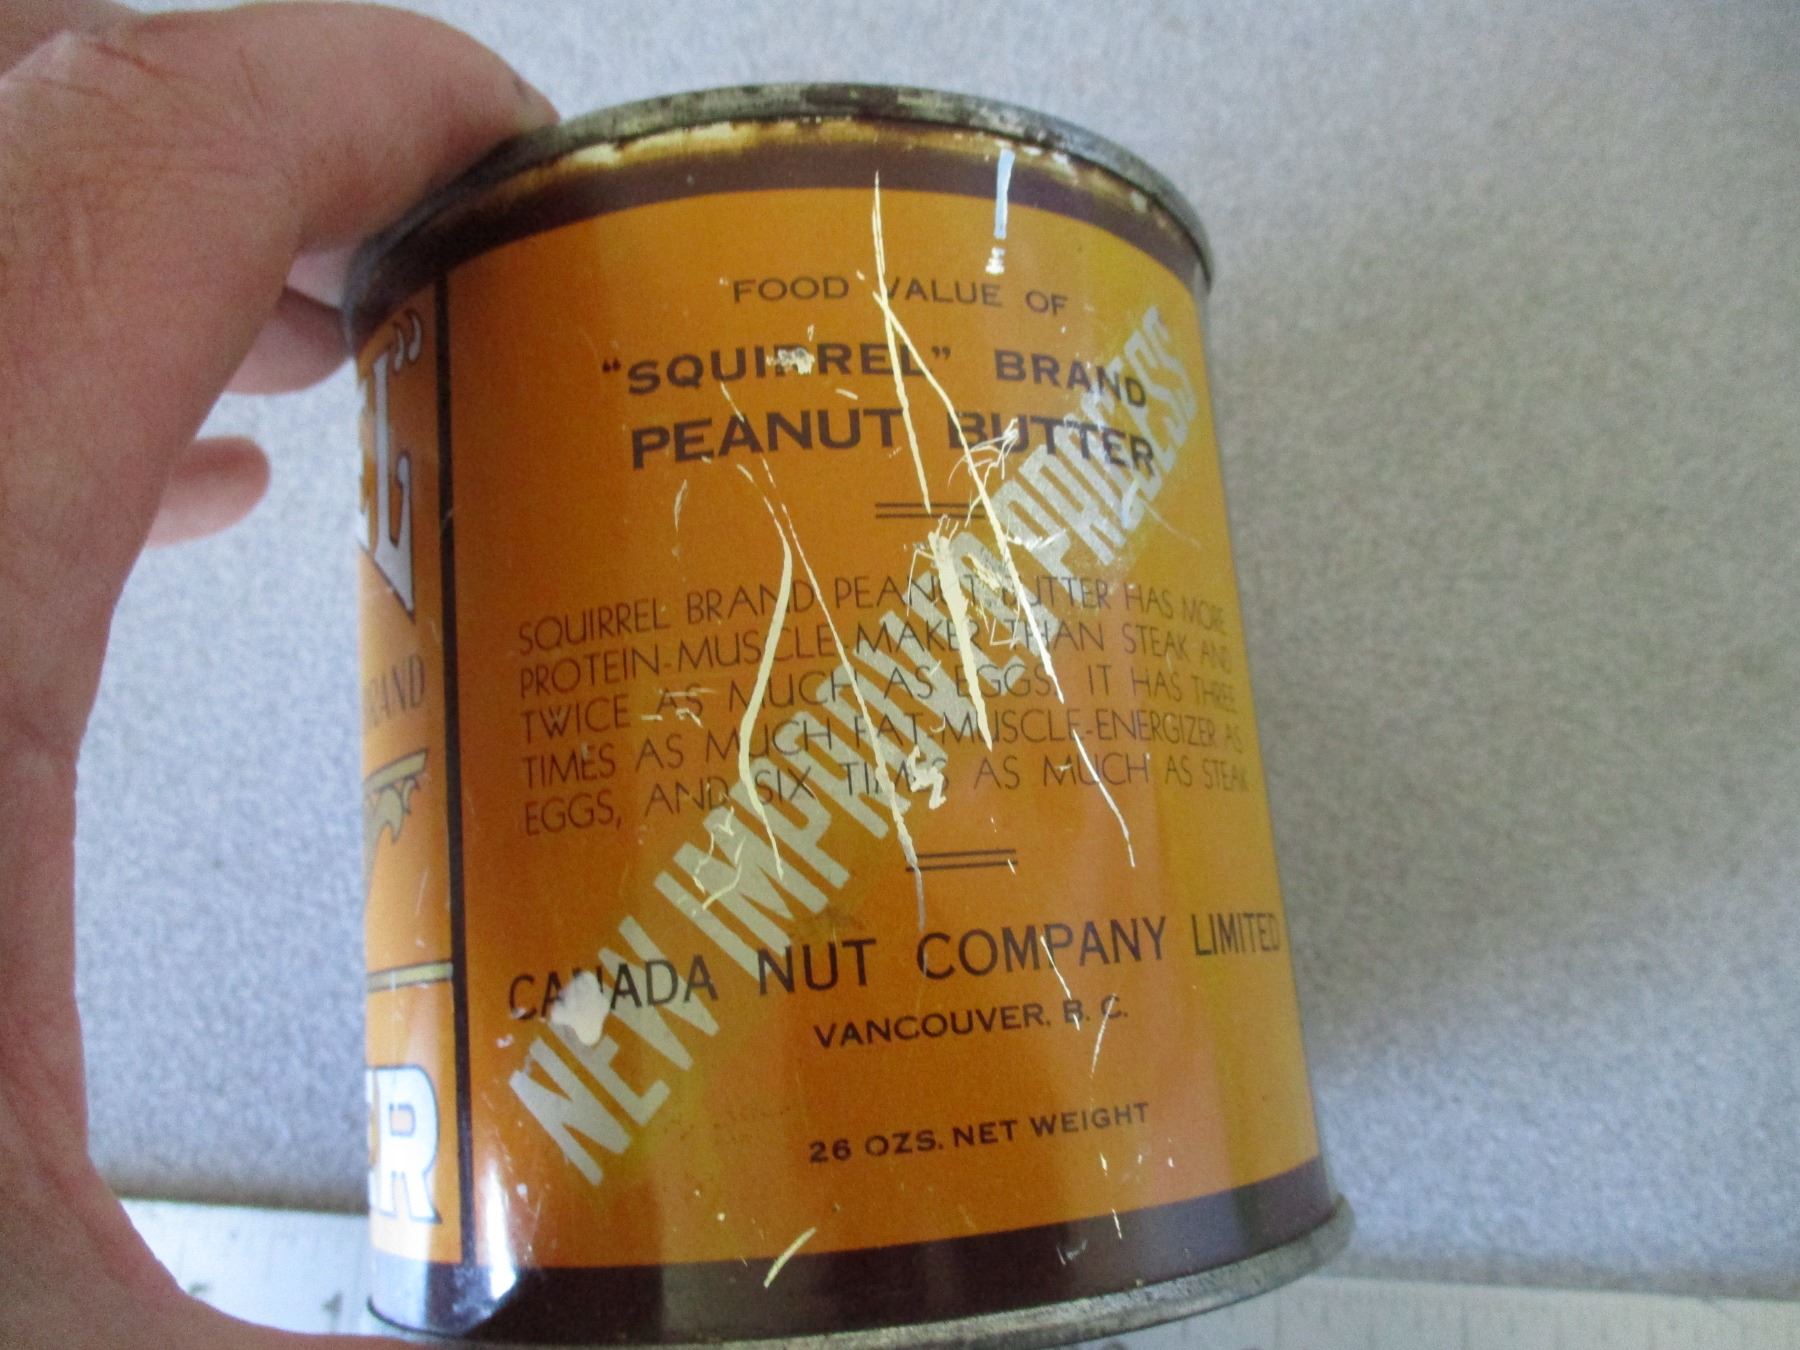 FOOD VALUE OF
"SQUIRREL" BRAND
PEANUT BUTTER
SQUIRREL BRAND PEANUT BUTTER HAS MORE
PROTEIN-MUSCLE MAKER THAN STEAK AND
TWICE AS MUCH AS EGGS. IT HAS THREE
TIMES AS MUCH FAT-MUSCLE-ENERGIZER AS
EGGS, AND SIX TIMES AS MUCH AS STEAK
NEW IMPROVED PROCESS
CANADA NUT COMPANY LIMITED
VANCOUVER, B. C.
26 OZS. NET WEIGHT
L"
RAND
ER